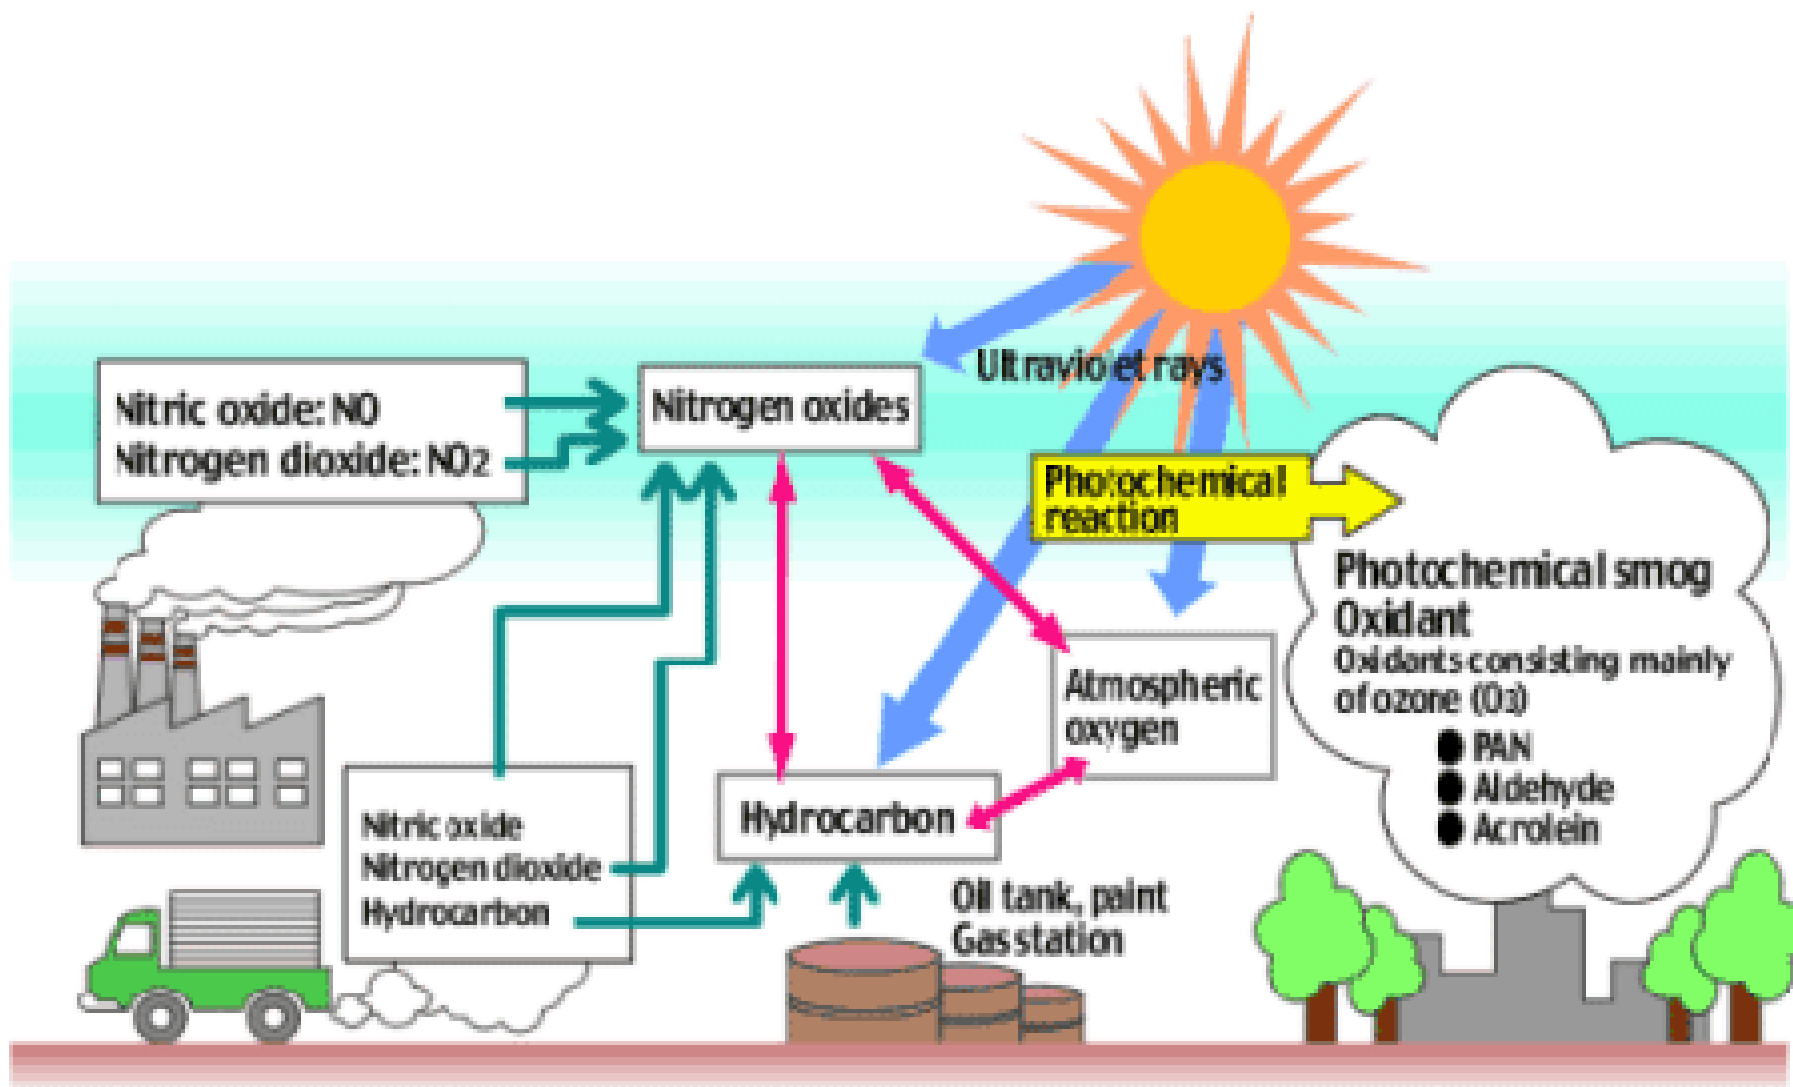 Nitric oxide: NO
Nitrogen dioxide: NO2
Nitrogen oxides
Ultraviolet rays
Photochemical
reaction
Photochemical smog
Oxidant
Oxidants consisting mainly
of ozone (O3)
● PAN
● Aldehyde
● Acrolein
Atmospheric
oxygen
Hydrocarbon
Nitric oxide
Nitrogen dioxide
Hydrocarbon
Oil tank, paint
Gas station